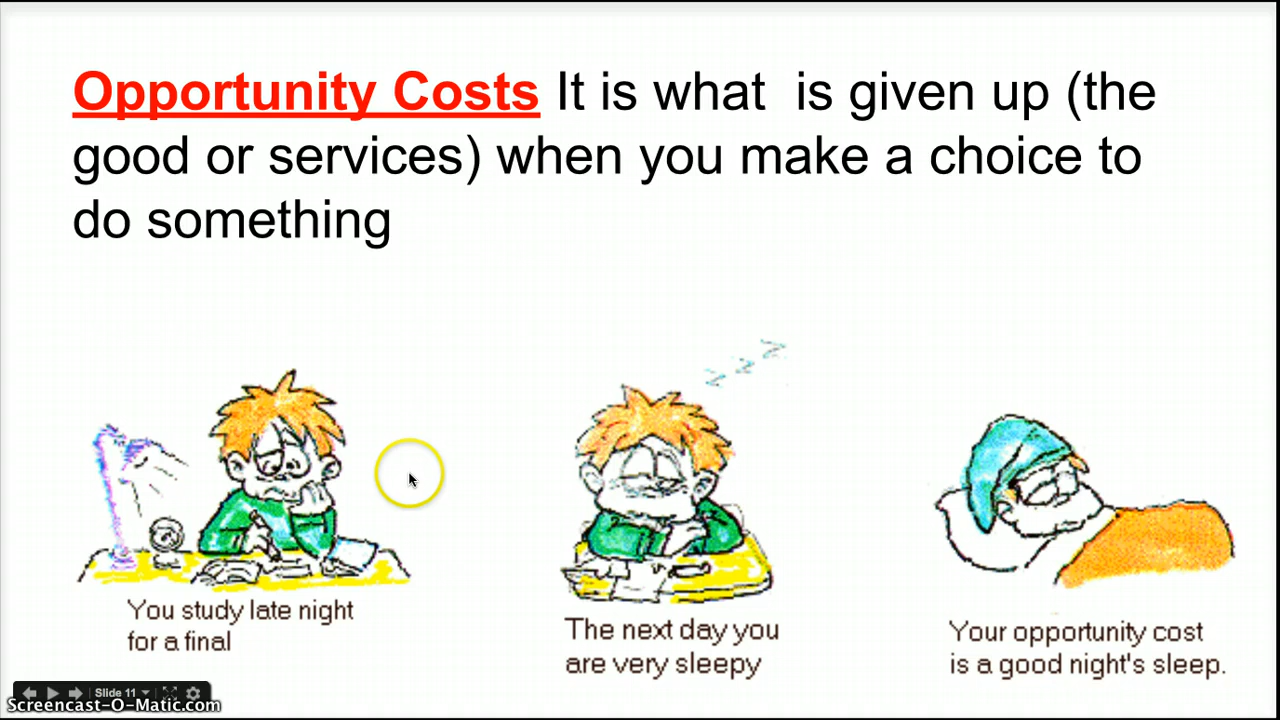 Opportunity Costs It is what is given up (the
good or services) when you make a choice to
do something
z z z
You study late night
for a final
The next day you
are very sleepy
Your opportunity cost
is a good night's sleep.
Slide 11
Screencast-O-Matic.com